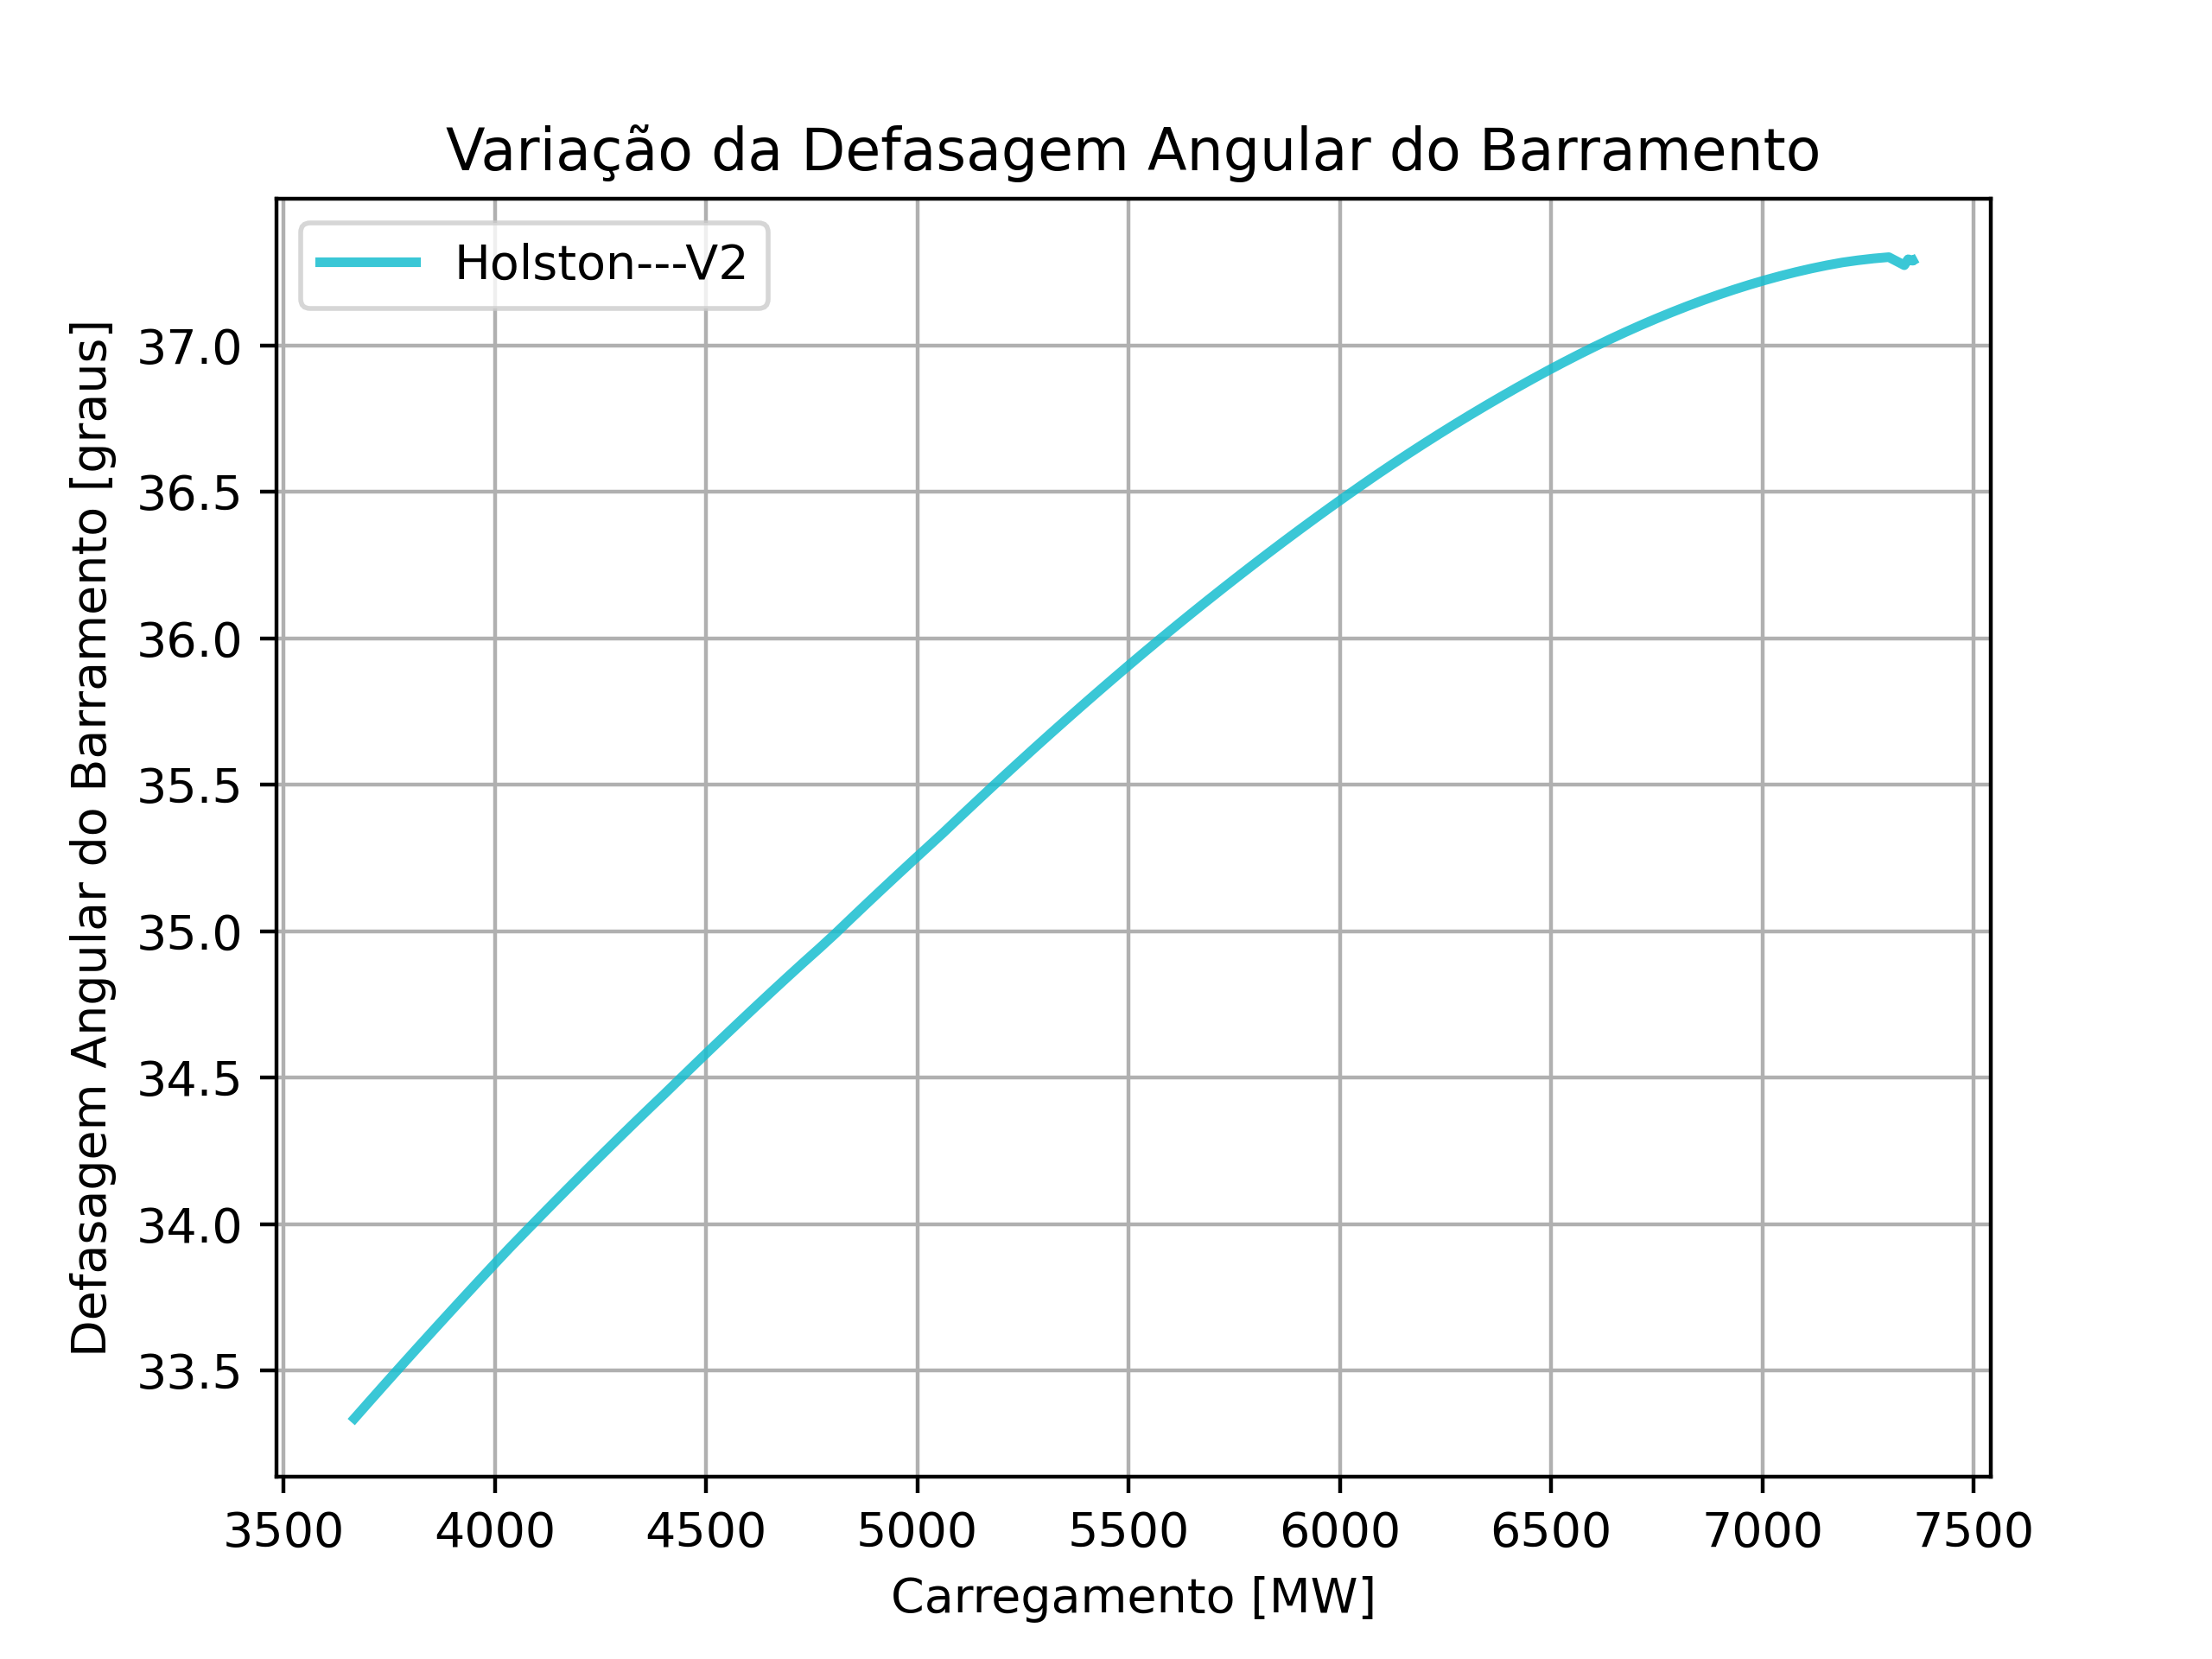 Variação da Defasagem Angular do Barramento
Holston---V2
Defasagem Angular do Barramento [graus]
37.0
36.5
36.0
35.5
35.0
34.5
34.0
33.5
3500 4000 4500 5000 5500 6000 6500 7000 7500
Carregamento [MW]